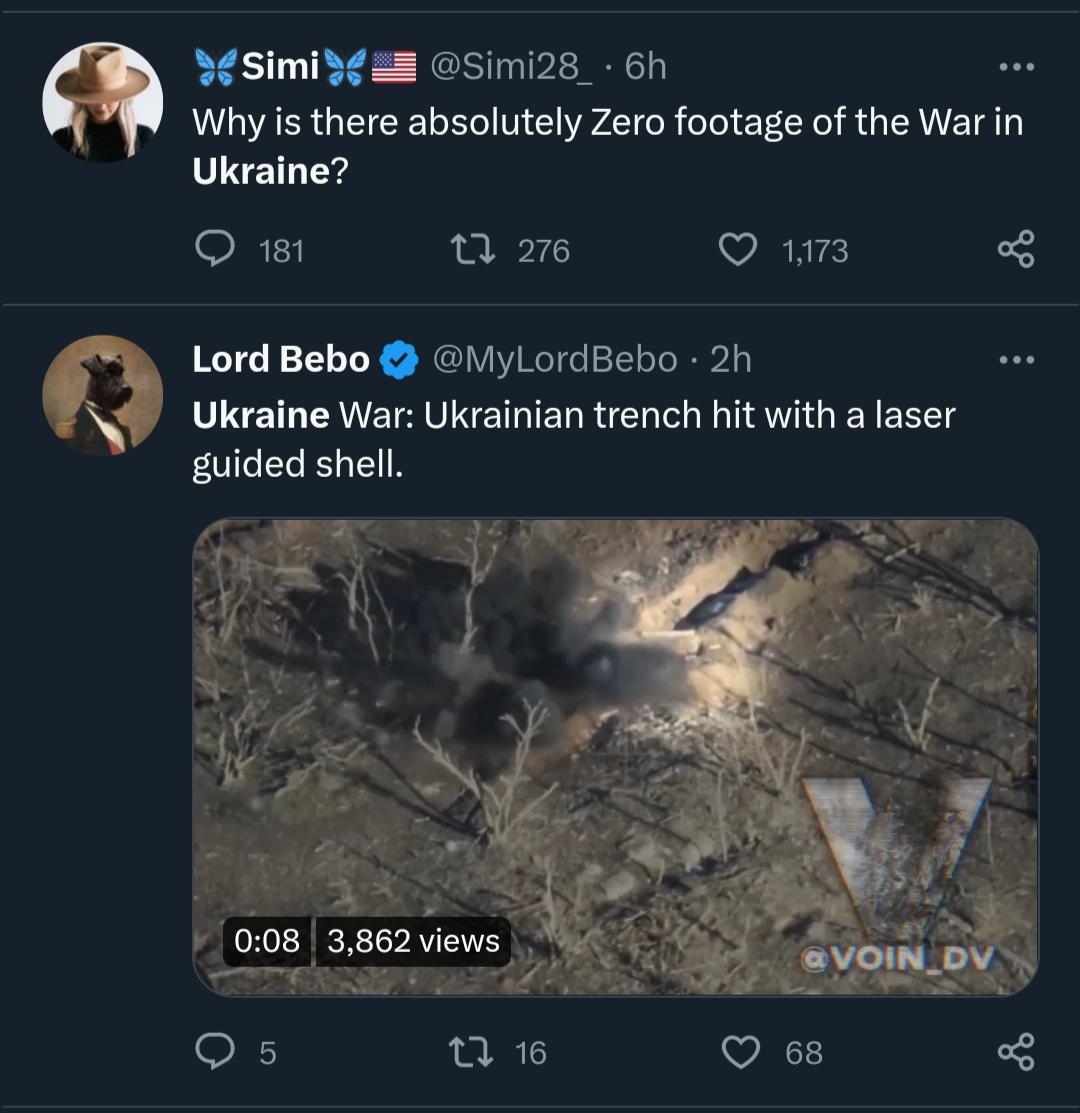 🦋Simi🦋🇺🇸 @Simi28_ · 6h
Why is there absolutely Zero footage of the War in
Ukraine?
181 276 1,173
Lord Bebo @MyLordBebo · 2h
Ukraine War: Ukrainian trench hit with a laser
guided shell.
V
0:08 3,862 views
@VOIN_DV
5 16 68